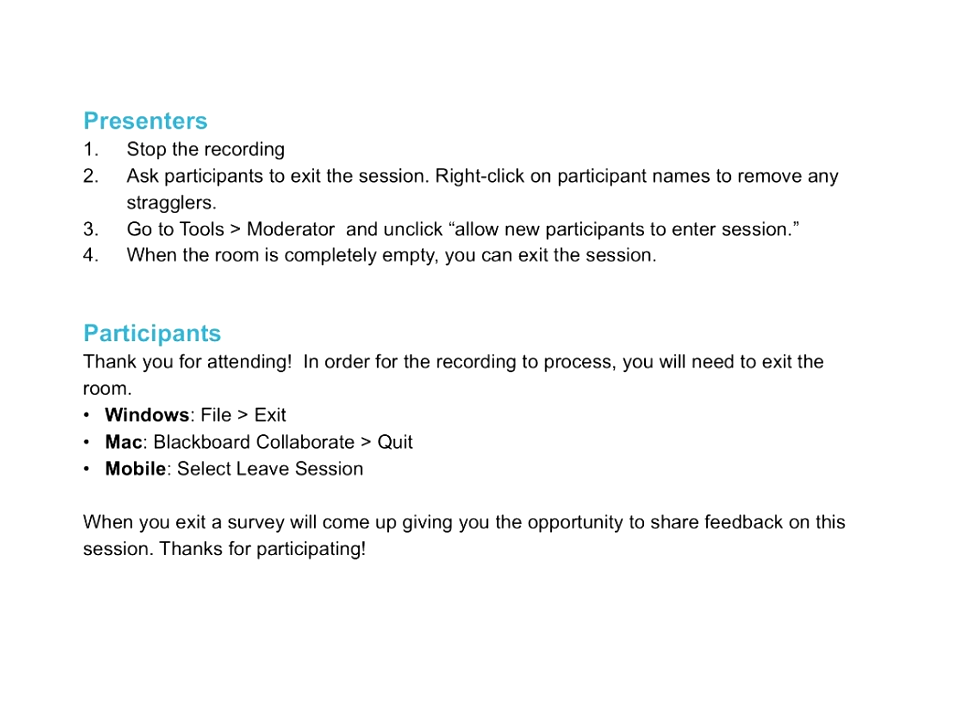 Presenters
1. Stop the recording
2. Ask participants to exit the session. Right-click on participant names to remove any
stragglers.
3. Go to Tools > Moderator  and unclick “allow new participants to enter session.”
4. When the room is completely empty, you can exit the session.
Participants
Thank you for attending!  In order for the recording to process, you will need to exit the
room.
• Windows: File > Exit
• Mac: Blackboard Collaborate > Quit
• Mobile: Select Leave Session
When you exit a survey will come up giving you the opportunity to share feedback on this
session. Thanks for participating!